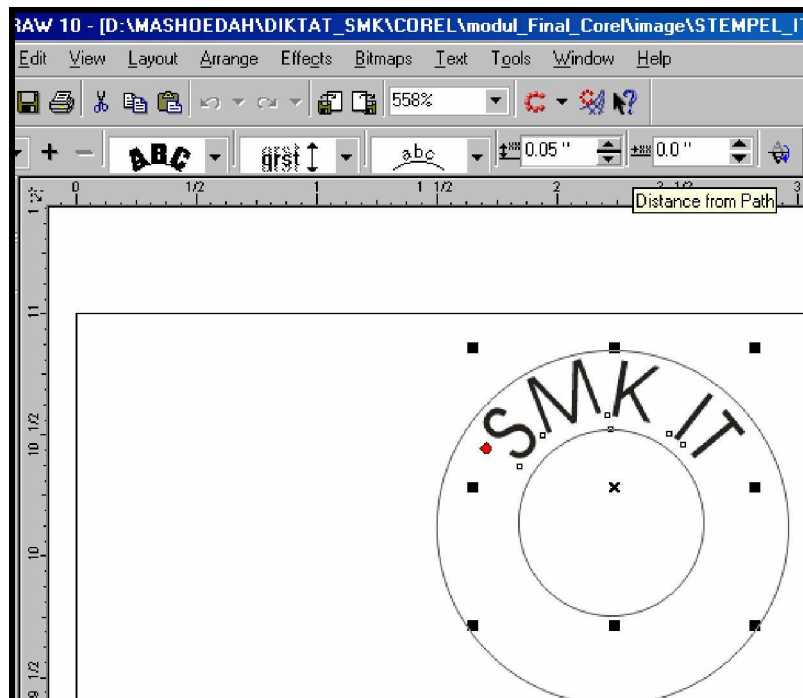 RAW 10 - [D:\MASHOEDAH\DIKTAT_SMK\COREL\modul_Final_Corel\image\STEMPEL_IT
Edit View Layout Arrange Effects Bitmaps Text Tools Window Help
558%
ABC grst abc 0.05 " 0.0 "
0 1/2 1 1 1/2 2 2 1/2 3
Distance from Path
11
10 1/2
10
9 1/2
SMK IT